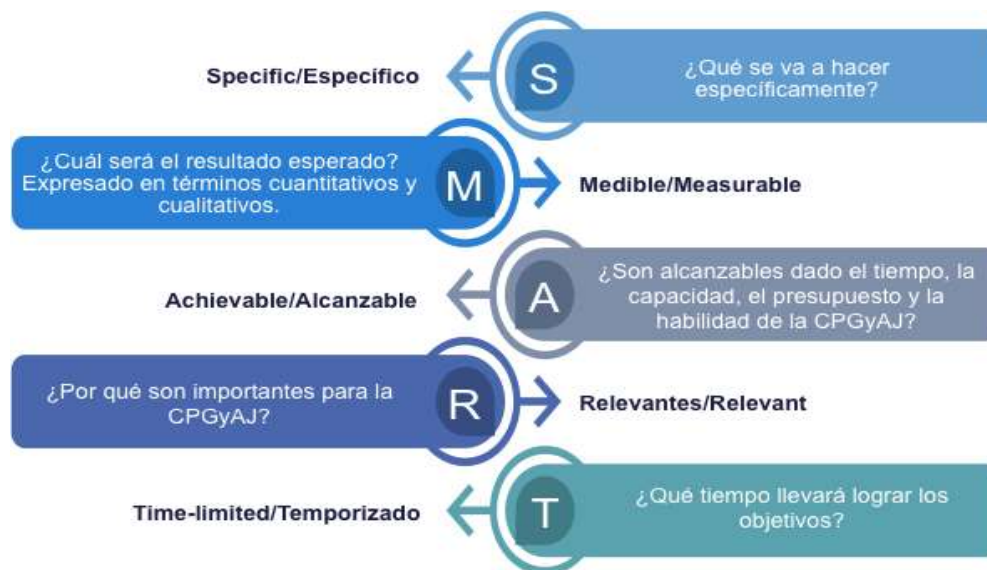 Specific/Específico
S
¿Qué se va a hacer
específicamente?
¿Cuál será el resultado esperado?
Expresado en términos cuantitativos y
cualitativos.
M
Medible/Measurable
Achievable/Alcanzable
A
¿Son alcanzables dado el tiempo, la
capacidad, el presupuesto y la
habilidad de la CPGyAJ?
¿Por qué son importantes para la
CPGyAJ?
R
Relevantes/Relevant
Time-limited/Temporizado
T
¿Qué tiempo llevará lograr los
objetivos?